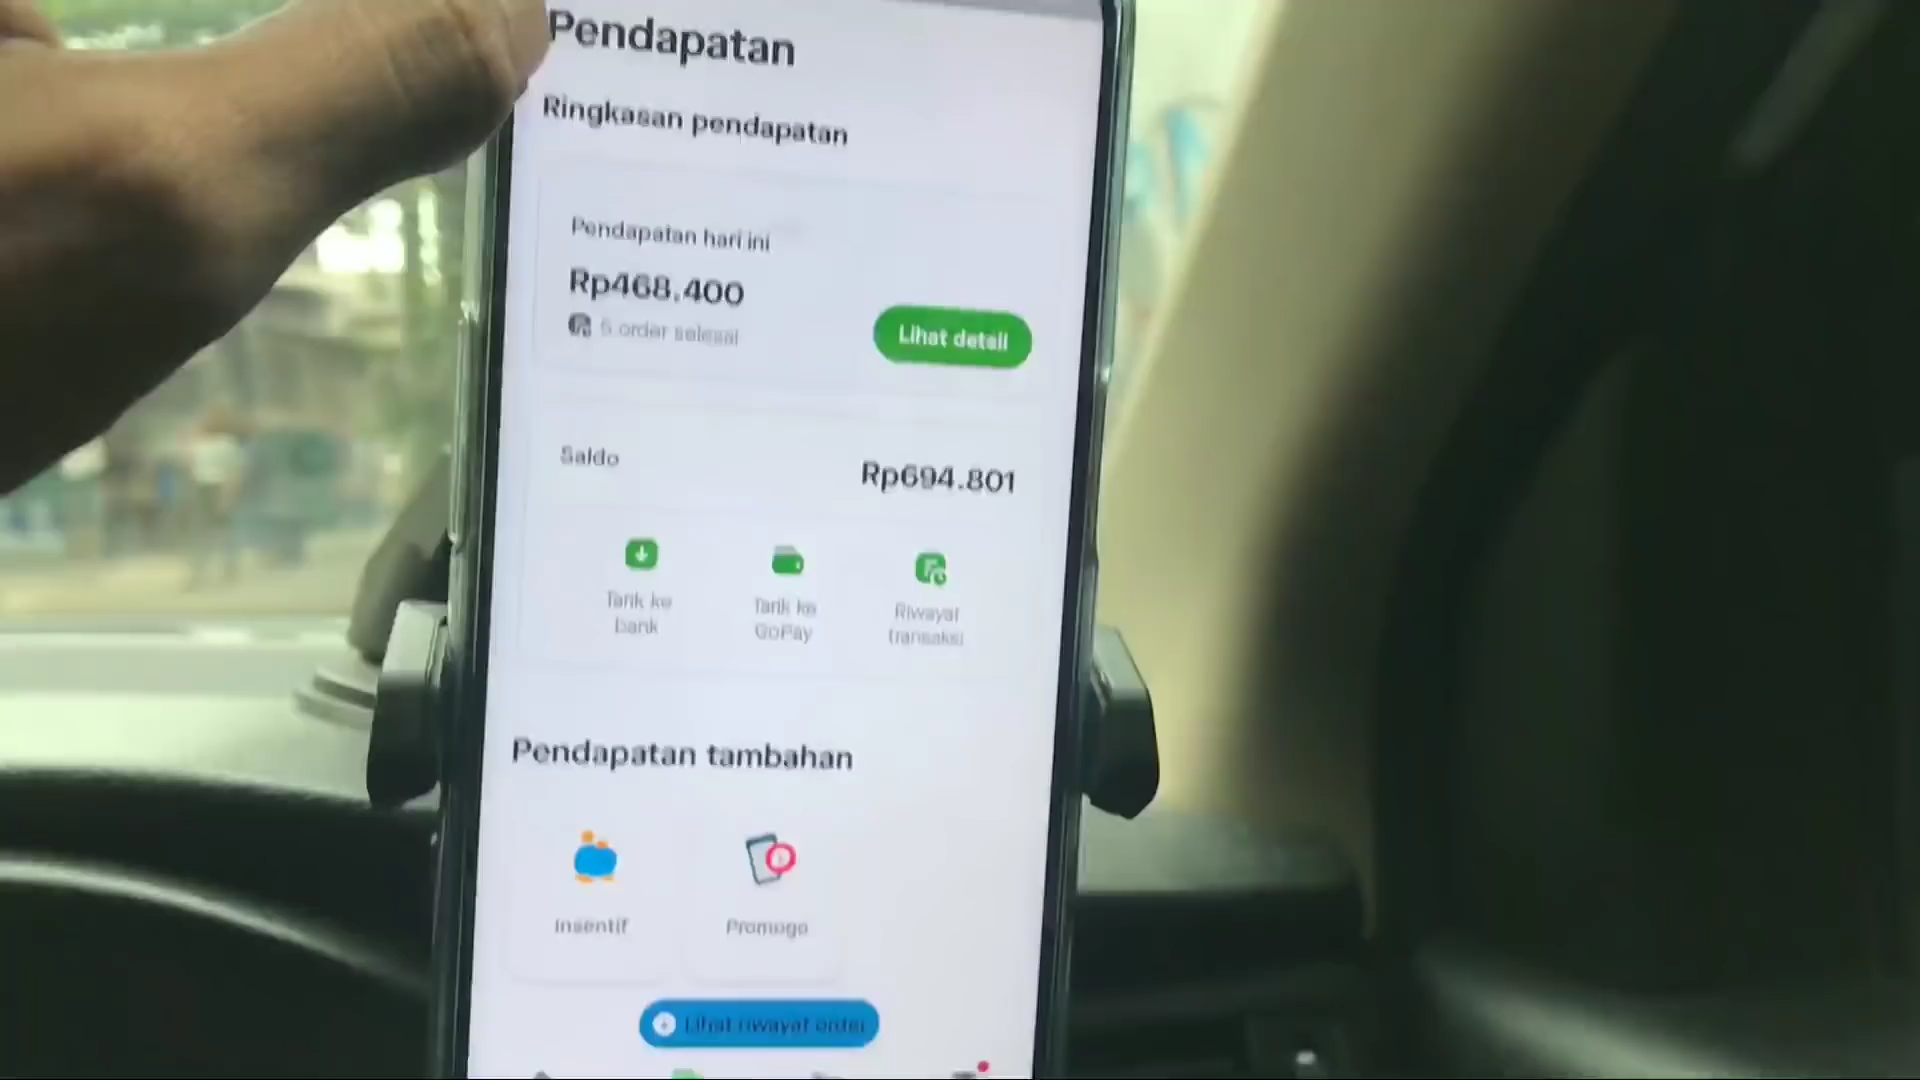 Pendapatan
Ringkasan pendapatan
Pendapatan hari ini
Rp468.400
order selesai
Lihat detail
Saldo
Rp694.801
Tarik ke
bank
Tarik ke
GoPay
Riwayat
transaksi
Pendapatan tambahan
Insentif
Promogo
Lihat riwayat order